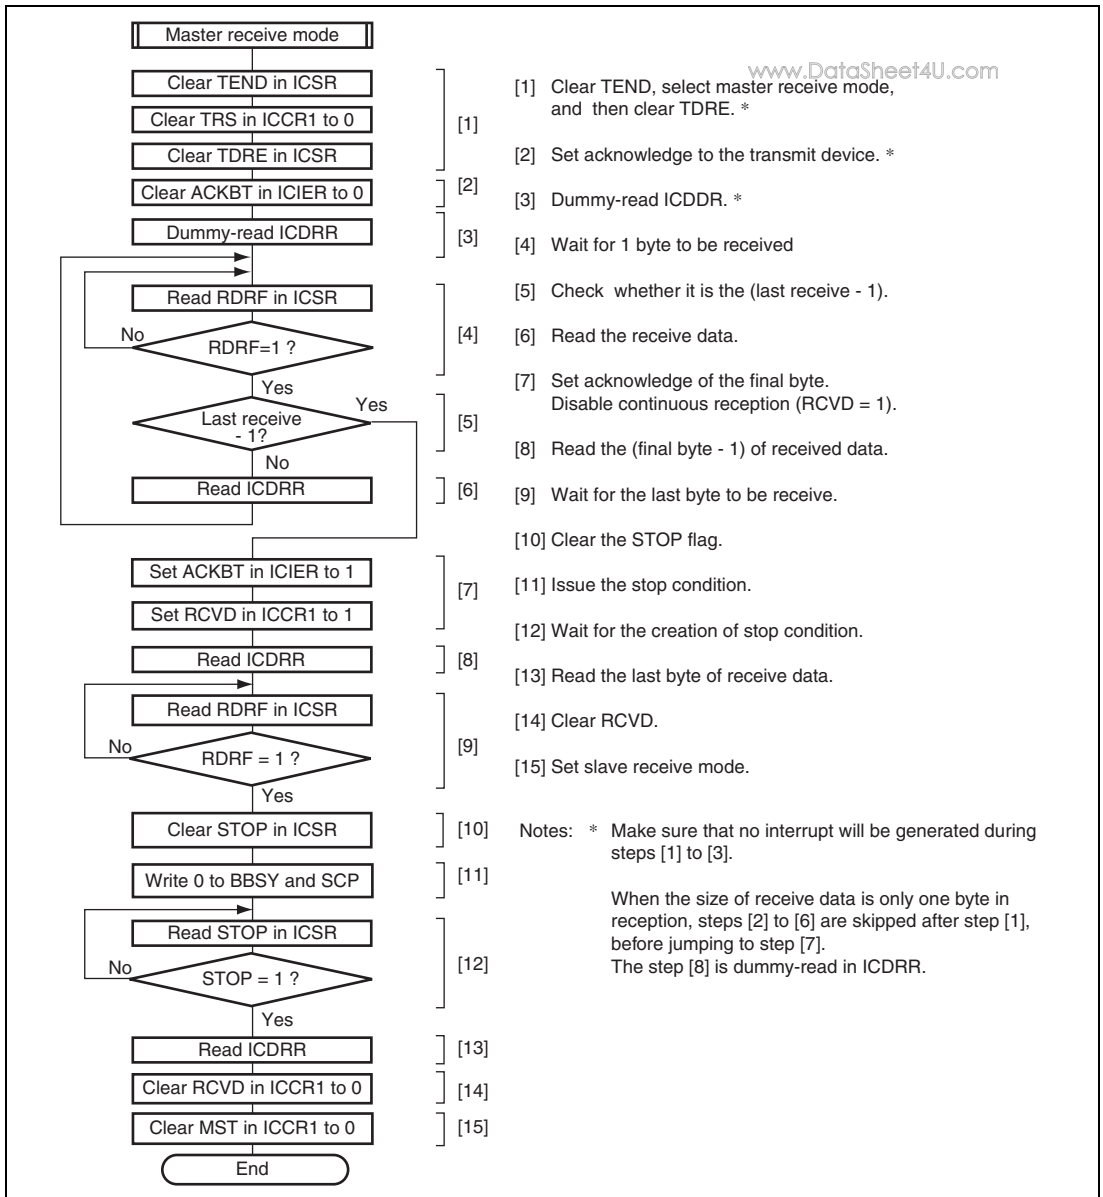 Master receive mode
Clear TEND in ICSR
Clear TRS in ICCR1 to 0
Clear TDRE in ICSR
[1]
Clear ACKBT in ICIER to 0
[2]
Dummy-read ICDRR
[3]
Read RDRF in ICSR
No
RDRF=1 ?
[4]
Yes
Last receive
- 1?
Yes
[5]
No
Read ICDRR
[6]
Set ACKBT in ICIER to 1
Set RCVD in ICCR1 to 1
[7]
Read ICDRR
[8]
Read RDRF in ICSR
No
RDRF = 1 ?
[9]
Yes
Clear STOP in ICSR
[10]
Write 0 to BBSY and SCP
[11]
Read STOP in ICSR
No
STOP = 1 ?
[12]
Yes
Read ICDRR
[13]
Clear RCVD in ICCR1 to 0
[14]
Clear MST in ICCR1 to 0
[15]
End
www.DataSheet4U.com
[1] Clear TEND, select master receive mode,
and then clear TDRE. *
[2] Set acknowledge to the transmit device. *
[3] Dummy-read ICDDR. *
[4] Wait for 1 byte to be received
[5] Check whether it is the (last receive - 1).
[6] Read the receive data.
[7] Set acknowledge of the final byte.
Disable continuous reception (RCVD = 1).
[8] Read the (final byte - 1) of received data.
[9] Wait for the last byte to be receive.
[10] Clear the STOP flag.
[11] Issue the stop condition.
[12] Wait for the creation of stop condition.
[13] Read the last byte of receive data.
[14] Clear RCVD.
[15] Set slave receive mode.
Notes: * Make sure that no interrupt will be generated during
steps [1] to [3].
When the size of receive data is only one byte in
reception, steps [2] to [6] are skipped after step [1],
before jumping to step [7].
The step [8] is dummy-read in ICDRR.